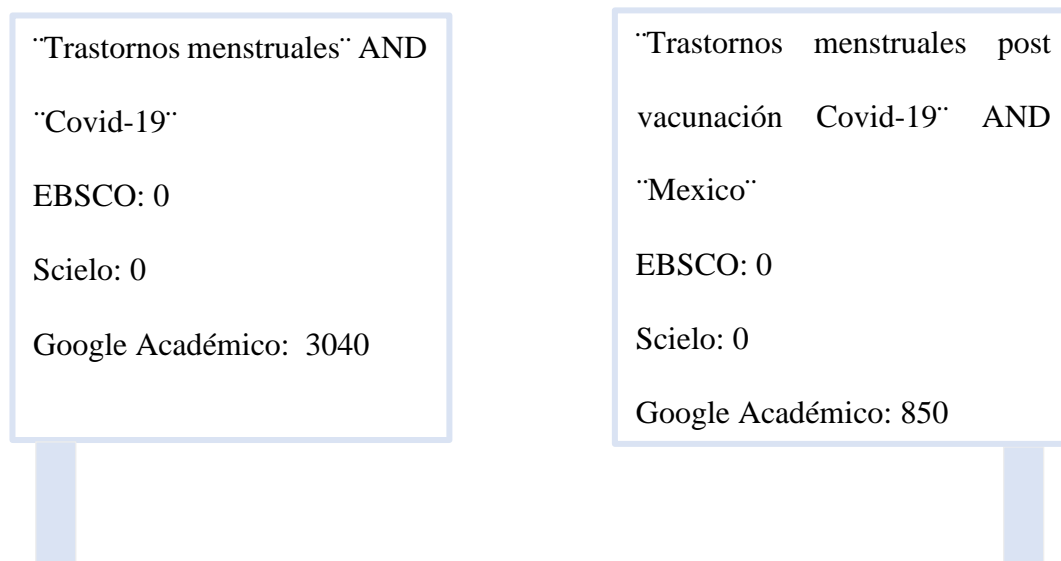 ¨Trastornos menstruales¨ AND
¨Covid-19¨
EBSCO: 0
Scielo: 0
Google Académico:  3040
¨Trastornos menstruales post
vacunación Covid-19¨ AND
¨Mexico¨
EBSCO: 0
Scielo: 0
Google Académico: 850